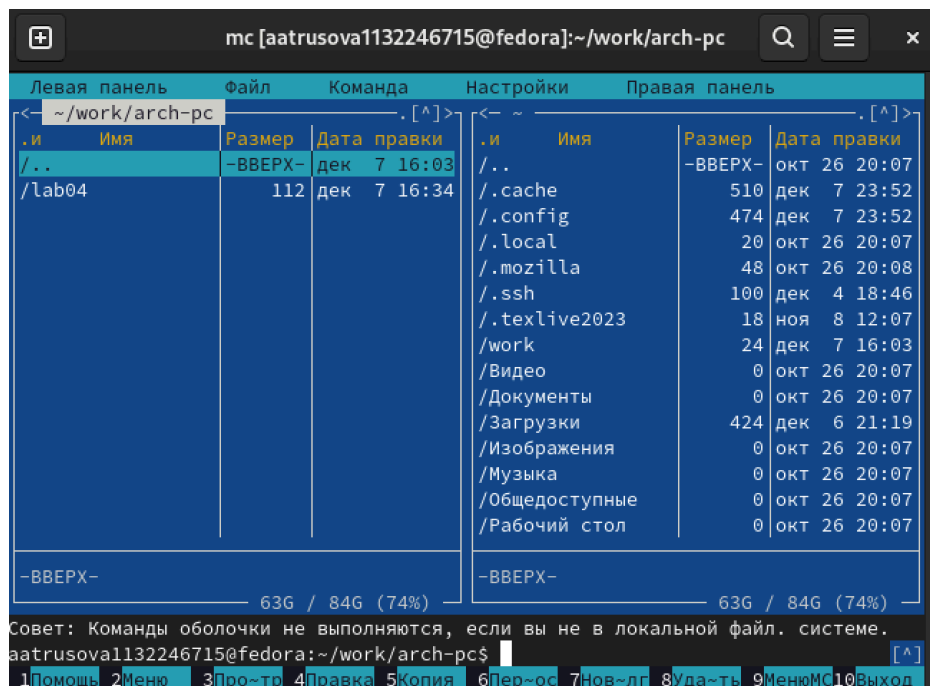 mc [aatrusova1132246715@fedora]:~/work/arch-pc
Левая панель Файл Команда Настройки Правая панель
<— ~/work/arch-pc .[^]> <— ~ .[^]>
.и Имя Размер Дата правки .и Имя Размер Дата правки
/.. -ВВЕРХ- дек 7 16:03 /.. -ВВЕРХ- окт 26 20:07
/lab04 112 дек 7 16:34 /.cache 510 дек 7 23:52
/.config 474 дек 7 23:52
/.local 20 окт 26 20:07
/.mozilla 48 окт 26 20:08
/.ssh 100 дек 4 18:46
/.texlive2023 18 ноя 8 12:07
/work 24 дек 7 16:03
/Видео 0 окт 26 20:07
/Документы 0 окт 26 20:07
/Загрузки 424 дек 6 21:19
/Изображения 0 окт 26 20:07
/Музыка 0 окт 26 20:07
/Общедоступные 0 окт 26 20:07
/Рабочий стол 0 окт 26 20:07
-ВВЕРХ- -ВВЕРХ-
63G / 84G (74%) 63G / 84G (74%)
Совет: Команды оболочки не выполняются, если вы не в локальной файл. системе.
aatrusova1132246715@fedora:~/work/arch-pc$ [^]
1Помощь 2Меню 3Про~тр 4Правка 5Копия 6Пер~ос 7Нов~лг 8Уда~ть 9МенюMC 10Выход